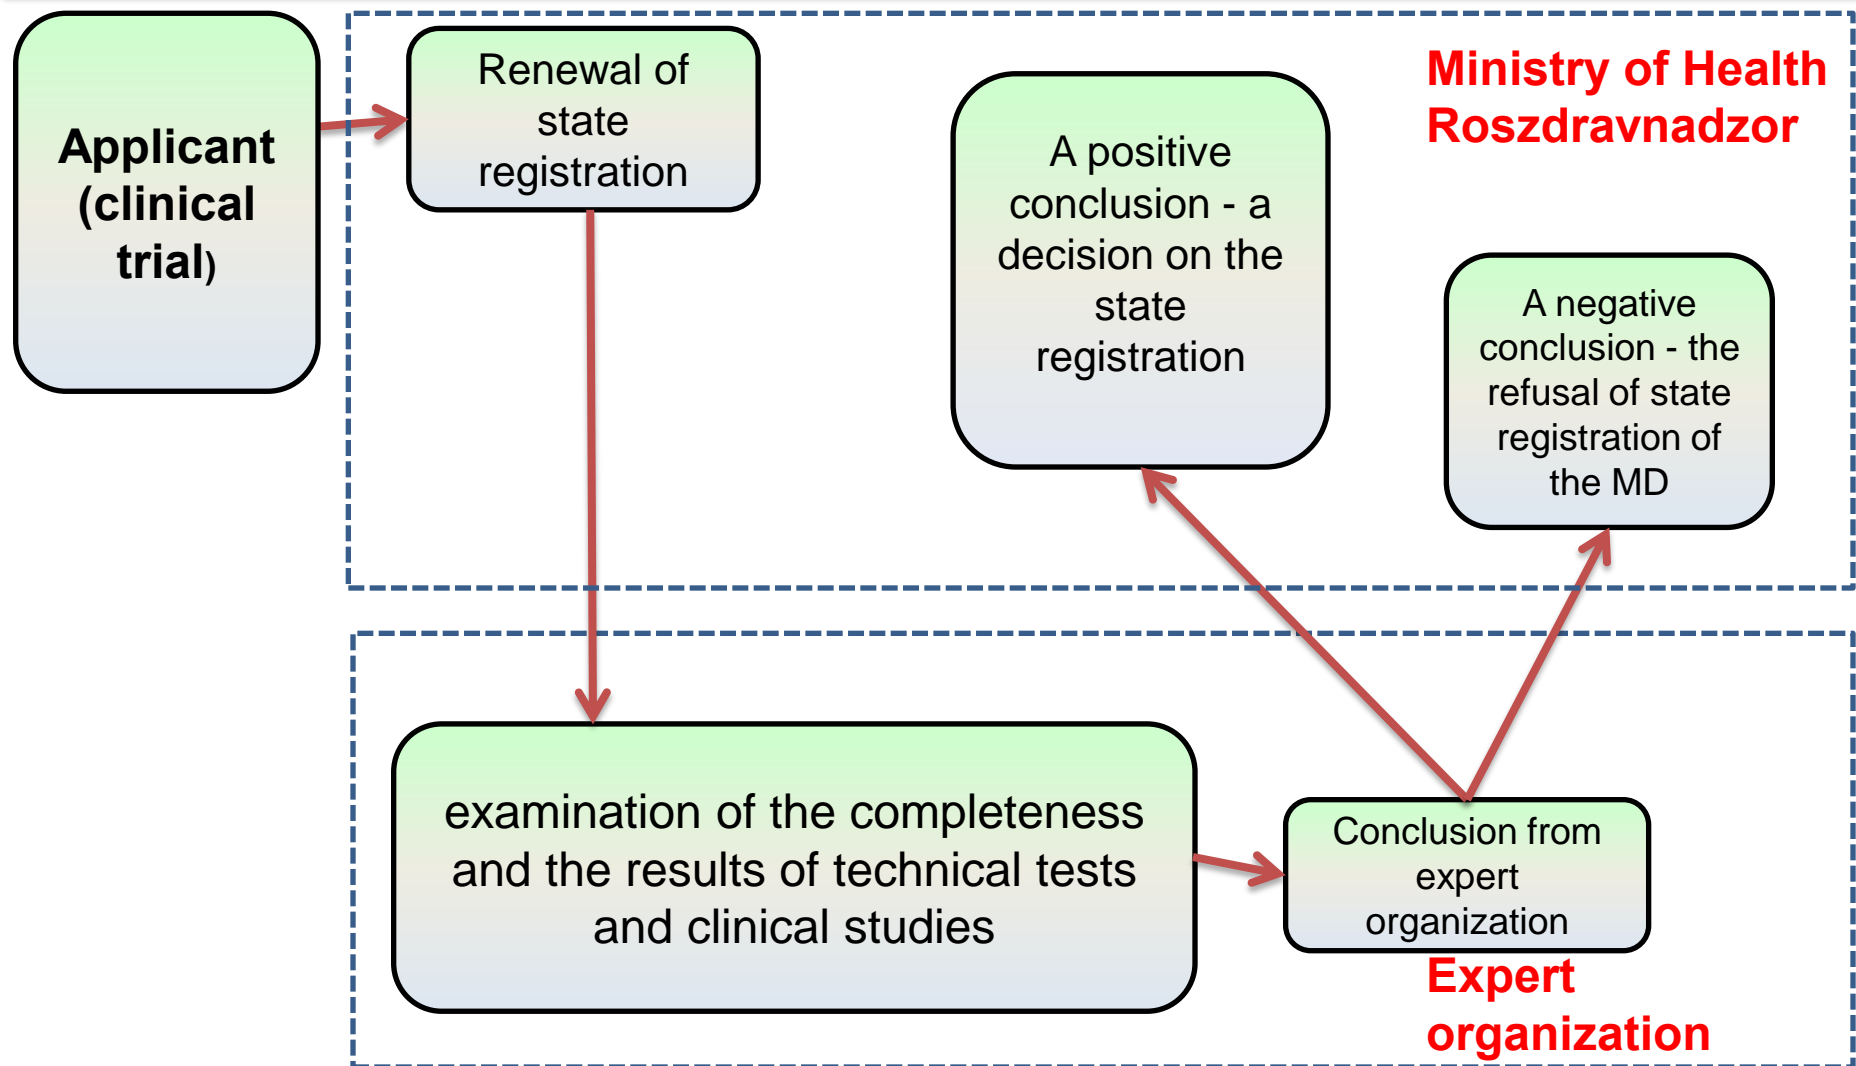 Applicant
(clinical
trial)
Renewal of
state
registration
A positive
conclusion - a
decision on the
state
registration
Ministry of Health
Roszdravnadzor
A negative
conclusion - the
refusal of state
registration of
the MD
examination of the completeness
and the results of technical tests
and clinical studies
Conclusion from
expert
organization
Expert
organization